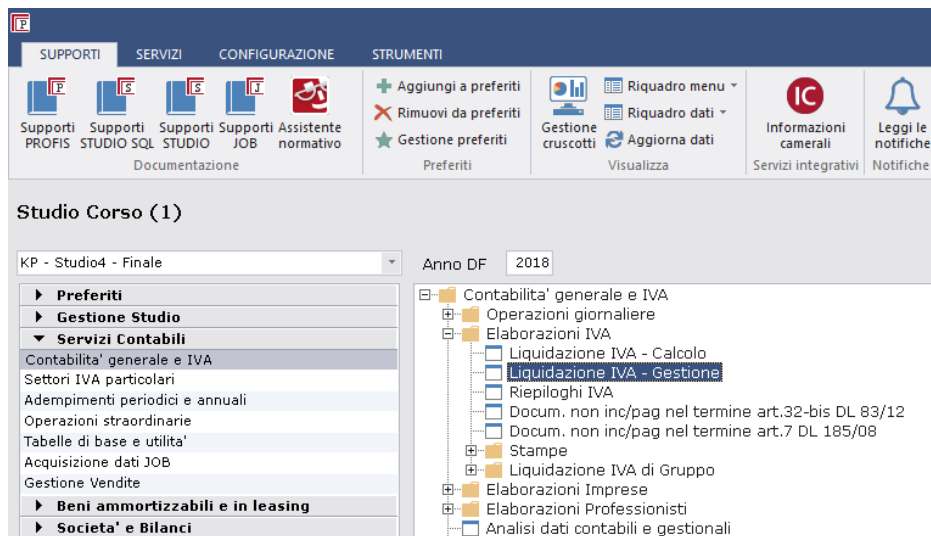 P
SUPPORTI SERVIZI CONFIGURAZIONE STRUMENTI
P S S J
Supporti PROFIS
Supporti STUDIO SQL
Supporti STUDIO
Supporti JOB
Assistente normativo
Documentazione
Aggiungi a preferiti
Rimuovi da preferiti
Gestione preferiti
Preferiti
Gestione cruscotti
Riquadro menu
Riquadro dati
Aggiorna dati
Visualizza
IC
Informazioni camerali
Servizi integrativi
Leggi le notifiche
Notifiche
Studio Corso (1)
KP - Studio4 - Finale
Anno DF 2018
Preferiti
Gestione Studio
Servizi Contabili
Contabilita' generale e IVA
Settori IVA particolari
Adempimenti periodici e annuali
Operazioni straordinarie
Tabelle di base e utilita'
Acquisizione dati JOB
Gestione Vendite
Beni ammortizzabili e in leasing
Societa' e Bilanci
Contabilita' generale e IVA
Operazioni giornaliere
Elaborazioni IVA
Liquidazione IVA - Calcolo
Liquidazione IVA - Gestione
Riepiloghi IVA
Docum. non inc/pag nel termine art.32-bis DL 83/12
Docum. non inc/pag nel termine art.7 DL 185/08
Stampe
Liquidazione IVA di Gruppo
Elaborazioni Imprese
Elaborazioni Professionisti
Analisi dati contabili e gestionali